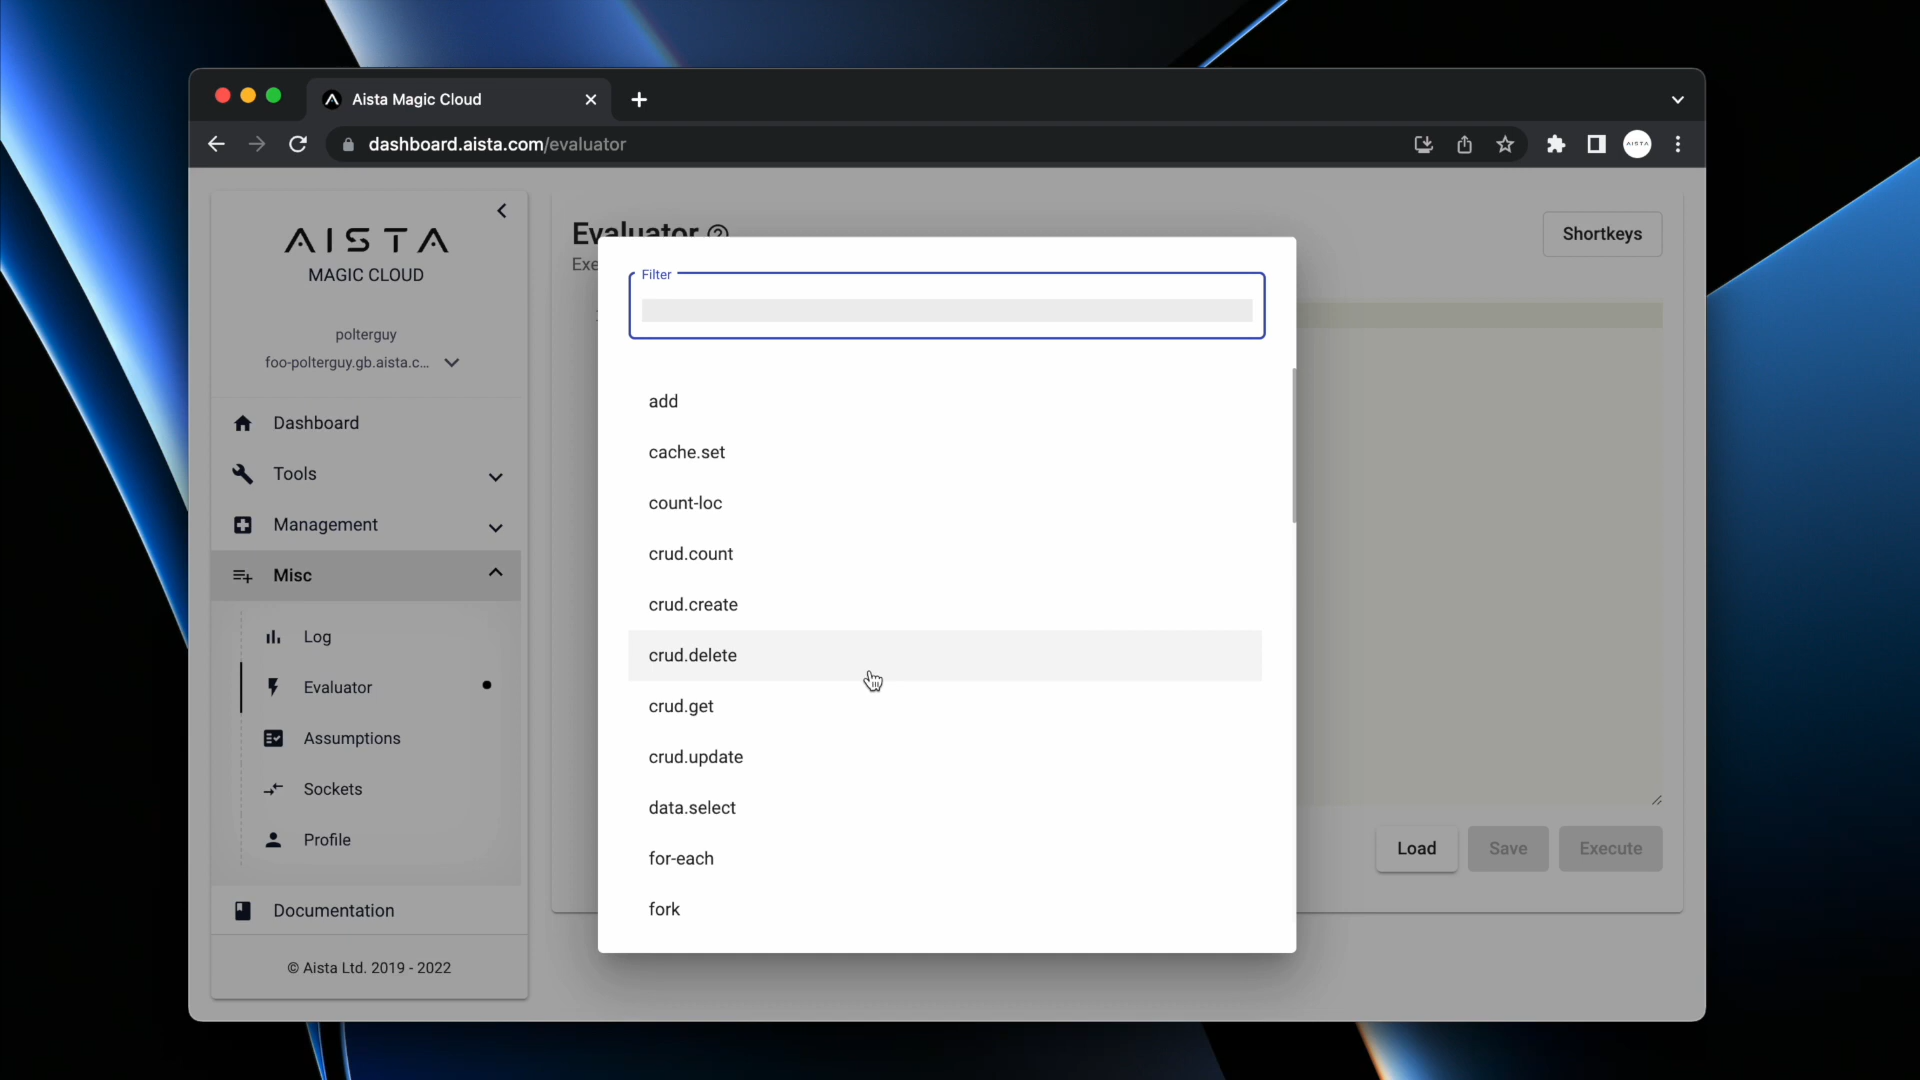 Aista Magic Cloud
dashboard.aista.com/evaluator
AISTA
AISTA
MAGIC CLOUD
polterguy
foo-polterguy.gb.aista.c...
Dashboard
Tools
Management
Misc
Log
Evaluator
Assumptions
Sockets
Profile
Documentation
© Aista Ltd. 2019 - 2022
Evaluator
Exe
Shortkeys
Filter
add
cache.set
count-loc
crud.count
crud.create
crud.delete
crud.get
crud.update
data.select
for-each
fork
Load
Save
Execute